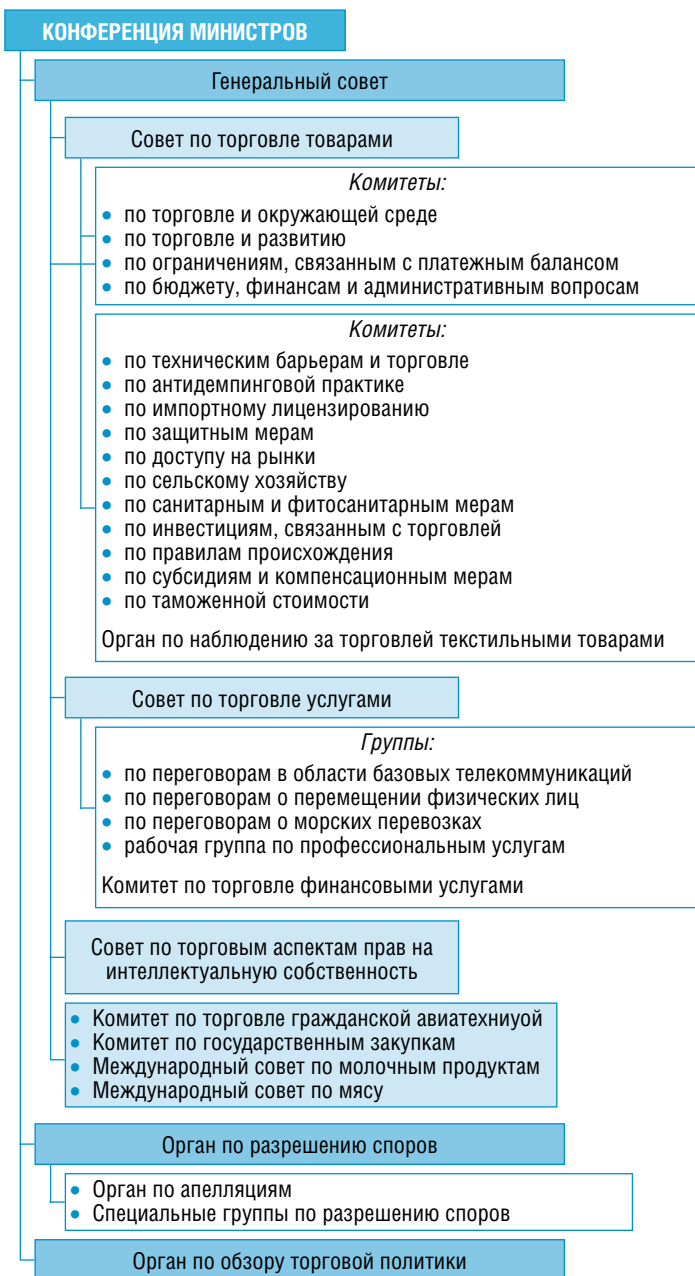 КОНФЕРЕНЦИЯ МИНИСТРОВ
Генеральный совет
Совет по торговле товарами
Комитеты:
• по торговле и окружающей среде
• по торговле и развитию
• по ограничениям, связанным с платежным балансом
• по бюджету, финансам и административным вопросам
Комитеты:
• по техническим барьерам и торговле
• по антидемпинговой практике
• по импортному лицензированию
• по защитным мерам
• по доступу на рынки
• по сельскому хозяйству
• по санитарным и фитосанитарным мерам
• по инвестициям, связанным с торговлей
• по правилам происхождения
• по субсидиям и компенсационным мерам
• по таможенной стоимости
Орган по наблюдению за торговлей текстильными товарами
Совет по торговле услугами
Группы:
• по переговорам в области базовых телекоммуникаций
• по переговорам о перемещении физических лиц
• по переговорам о морских перевозках
• рабочая группа по профессиональным услугам
Комитет по торговле финансовыми услугами
Совет по торговым аспектам прав на
интеллектуальную собственность
• Комитет по торговле гражданской авиатехниуой
• Комитет по государственным закупкам
• Международный совет по молочным продуктам
• Международный совет по мясу
Орган по разрешению споров
• Орган по апелляциям
• Специальные группы по разрешению споров
Орган по обзору торговой политики